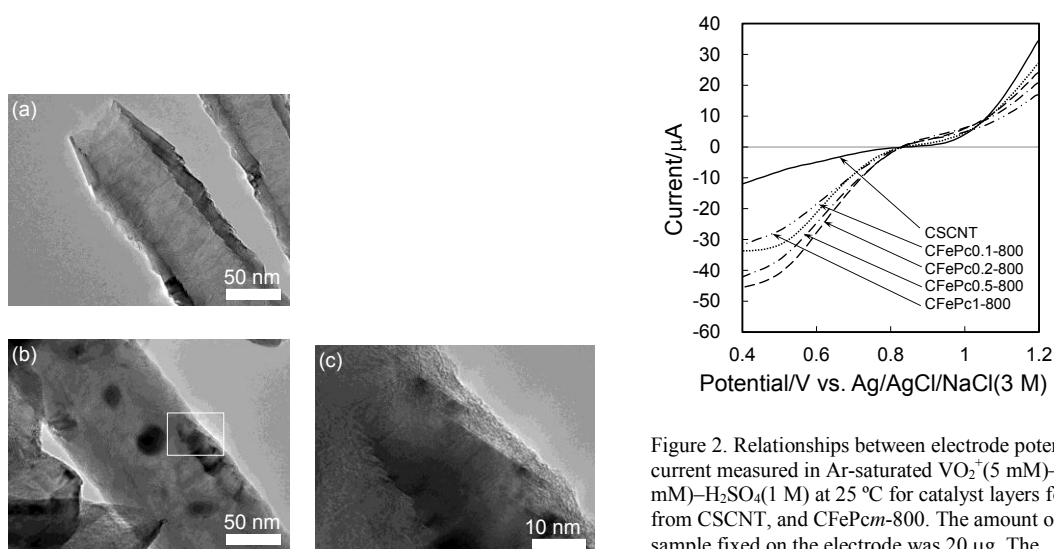 (a)
50 nm
(b)
50 nm
(c)
10 nm
40
30
20
10
0
-10
-20
-30
-40
-50
-60
Current/µA
CSCNT
CFePc0.1-800
CFePc0.2-800
CFePc0.5-800
CFePc1-800
0.4 0.6 0.8 1 1.2
Potential/V vs. Ag/AgCl/NaCl(3 M)
Figure 2. Relationships between electrode poten
current measured in Ar-saturated VO₂⁺(5 mM)–
mM)–H₂SO₄(1 M) at 25 ºC for catalyst layers fo
from CSCNT, and CFePcm-800. The amount o
sample fixed on the electrode was 20 µg. The